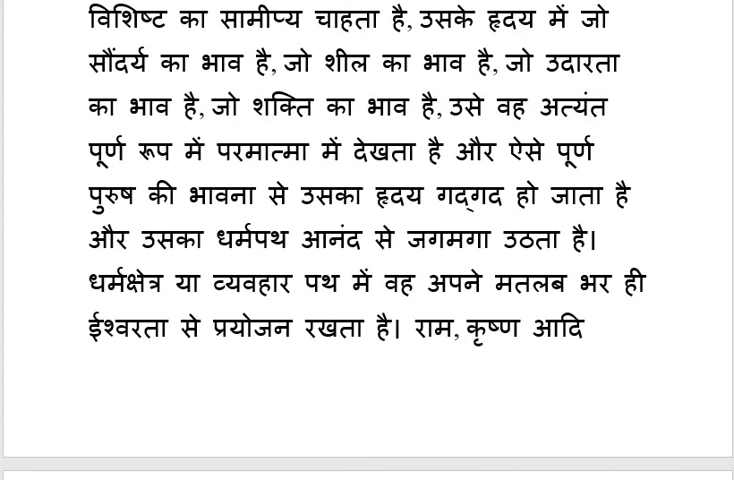 विशिष्ट का सामीप्य चाहता है, उसके हृदय में जो
सौंदर्य का भाव है, जो शील का भाव है, जो उदारता
का भाव है, जो शक्ति का भाव है, उसे वह अत्यंत
पूर्ण रूप में परमात्मा में देखता है और ऐसे पूर्ण
पुरुष की भावना से उसका हृदय गद्‌गद हो जाता है
और उसका धर्मपथ आनंद से जगमगा उठता है।
धर्मक्षेत्र या व्यवहार पथ में वह अपने मतलब भर ही
ईश्वरता से प्रयोजन रखता है। राम, कृष्ण आदि